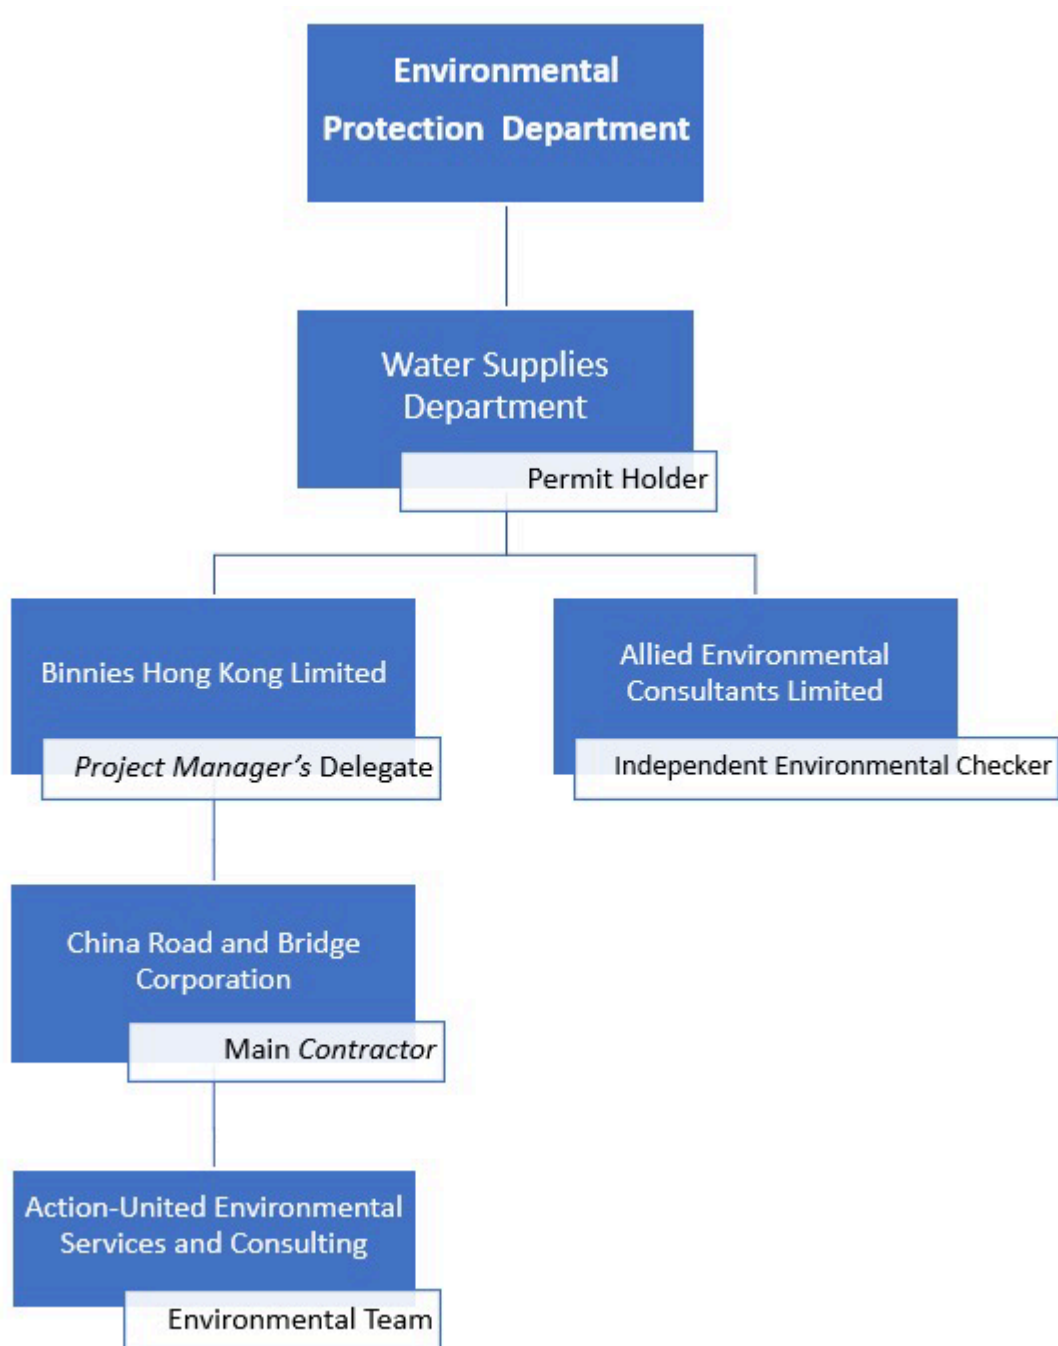 Environmental
Protection Department
Water Supplies
Department
Permit Holder
Binnies Hong Kong Limited
Project Manager's Delegate
Allied Environmental
Consultants Limited
Independent Environmental Checker
China Road and Bridge
Corporation
Main Contractor
Action-United Environmental
Services and Consulting
Environmental Team